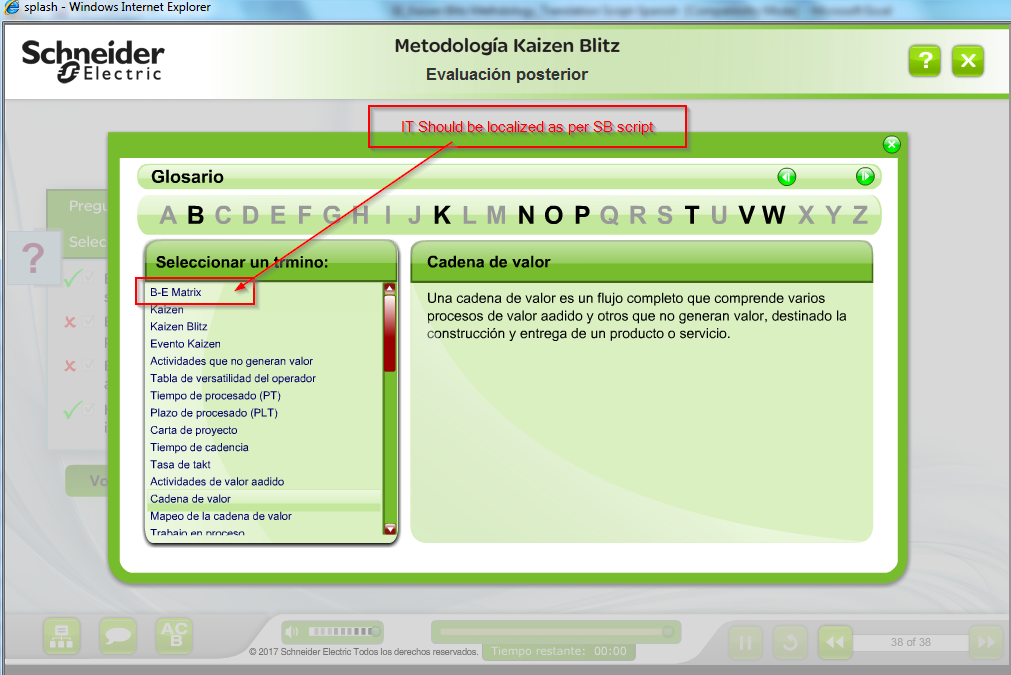 splash - Windows Internet Explorer
Schneider
Electric
Metodología Kaizen Blitz
Evaluación posterior
?
X
IT Should be localized as per SB script
Glosario
A B C D E F G H I J K L M N O P Q R S T U V W X Y Z
Pregu
Selec
?
Seleccionar un trmino:
Cadena de valor
B-E Matrix
Kaizen
Kaizen Blitz
Evento Kaizen
Actividades que no generan valor
Tabla de versatilidad del operador
Tiempo de procesado (PT)
Plazo de procesado (PLT)
Carta de proyecto
Tiempo de cadencia
Tasa de takt
Actividades de valor aadido
Cadena de valor
Mapeo de la cadena de valor
Trabajo en proceso
Una cadena de valor es un flujo completo que comprende varios
procesos de valor aadido y otros que no generan valor, destinado la
construcción y entrega de un producto o servicio.
Vo
AC
B
© 2017 Schneider Electric Todos los derechos reservados.
Tiempo restante: 00:00
38 of 38